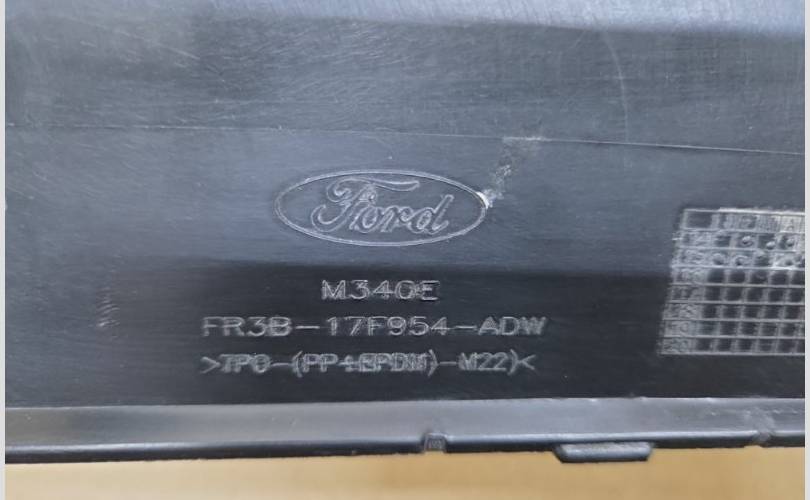 Ford
M340E
FR3B-17F954-ADW
>TPO-(PP+EPDM)-M22)<